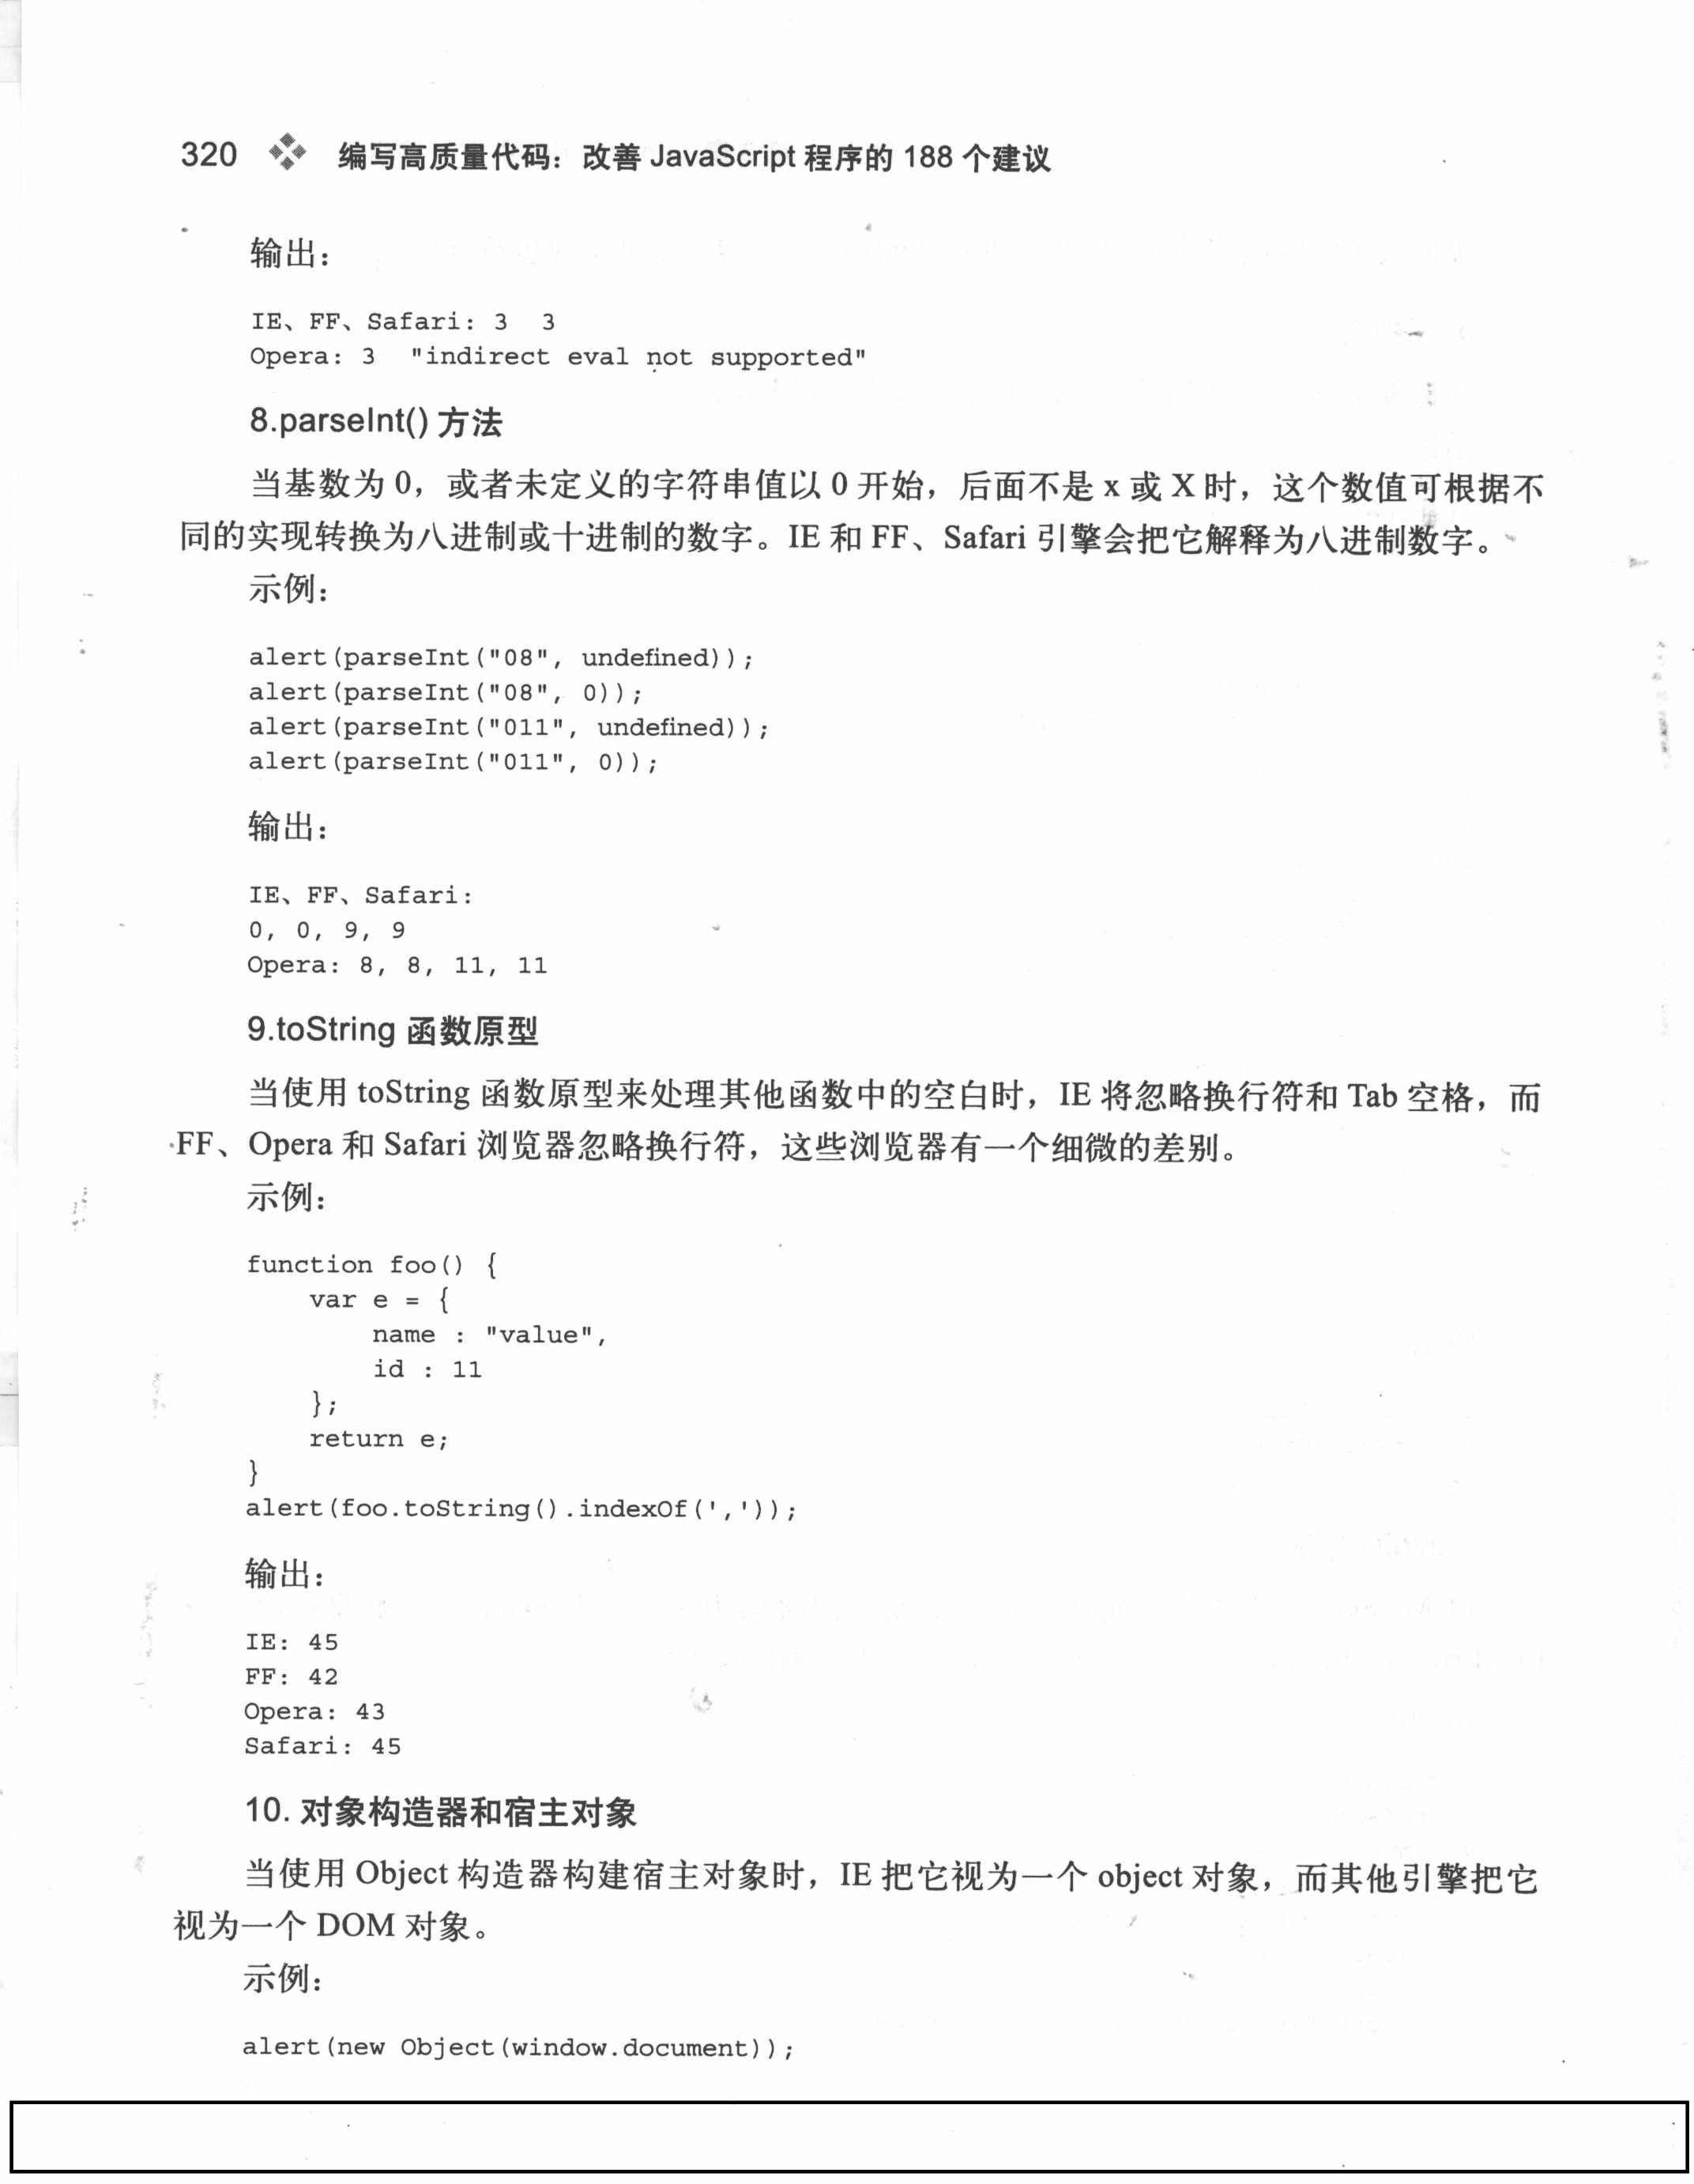 320 编写高质量代码：改善 JavaScript 程序的 188 个建议
输出：
IE、FF、Safari: 3  3
Opera: 3  "indirect eval not supported"
8.parseInt() 方法
当基数为 0，或者未定义的字符串值以 0 开始，后面不是 x 或 X 时，这个数值可根据不
同的实现转换为八进制或十进制的数字。IE 和 FF、Safari 引擎会把它解释为八进制数字。
示例：
alert(parseInt("08", undefined));
alert(parseInt("08", 0));
alert(parseInt("011", undefined));
alert(parseInt("011", 0));
输出：
IE、FF、Safari:
0, 0, 9, 9
Opera: 8, 8, 11, 11
9.toString 函数原型
当使用 toString 函数原型来处理其他函数中的空白时，IE 将忽略换行符和 Tab 空格，而
FF、Opera 和 Safari 浏览器忽略换行符，这些浏览器有一个细微的差别。
示例：
function foo() {
    var e = {
        name : "value",
        id : 11
    };
    return e;
}
alert(foo.toString().indexOf(','));
输出：
IE: 45
FF: 42
Opera: 43
Safari: 45
10. 对象构造器和宿主对象
当使用 Object 构造器构建宿主对象时，IE 把它视为一个 object 对象，而其他引擎把它
视为一个 DOM 对象。
示例：
alert(new Object(window.document));